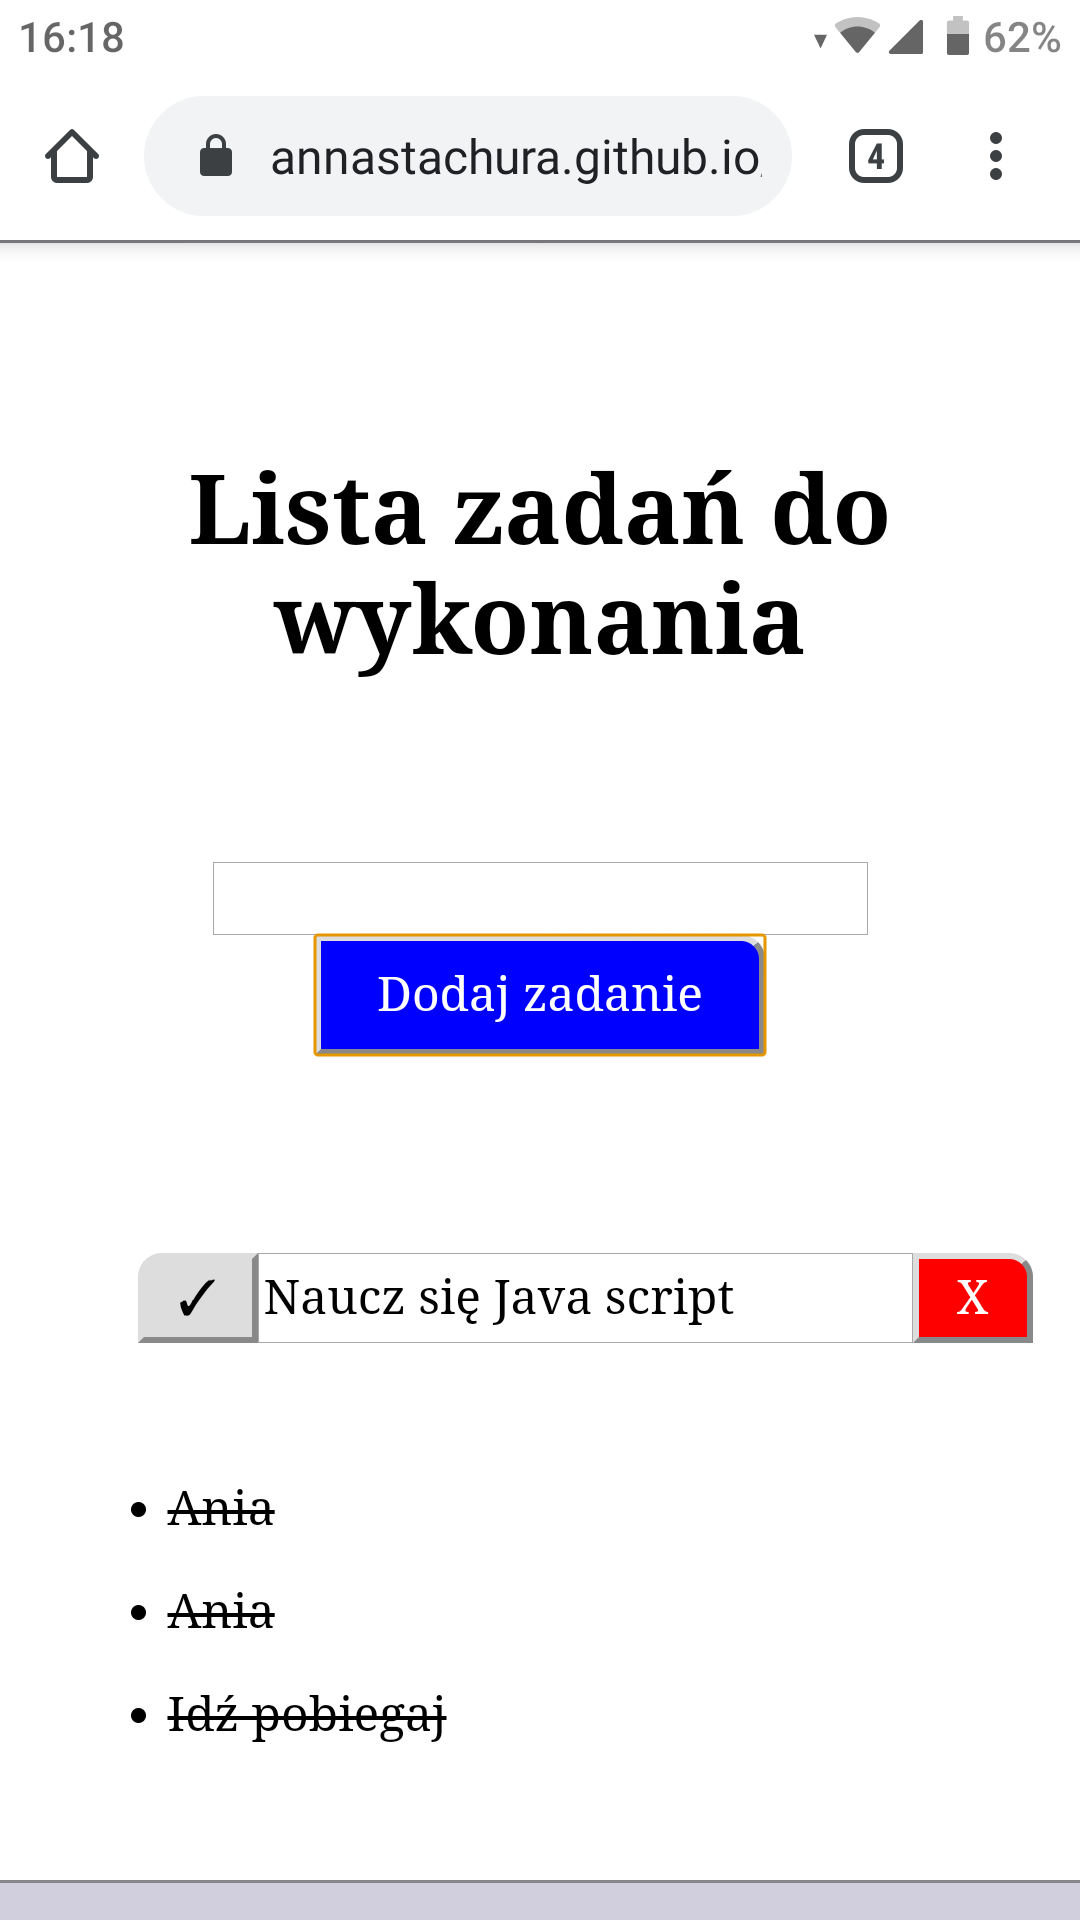 16:18
62%
annastachura.github.io
4
Lista zadań do
wykonania
Dodaj zadanie
✓ Naucz się Java script X
Ania
Ania
Idź pobiegaj